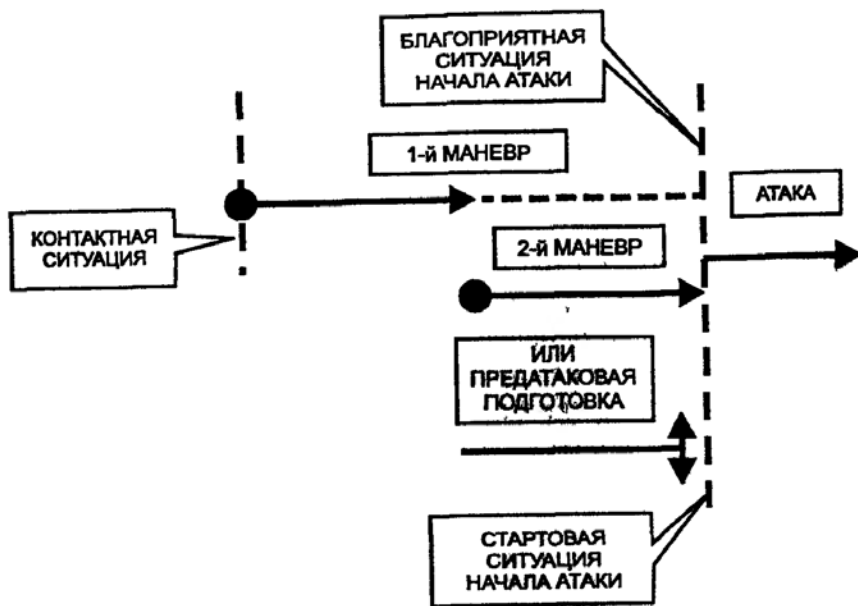 БЛАГОПРИЯТНАЯ
СИТУАЦИЯ
НАЧАЛА АТАКИ
1-й МАНЕВР
АТАКА
КОНТАКТНАЯ
СИТУАЦИЯ
2-й МАНЕВР
ИЛИ
ПРЕДАТАКОВАЯ
ПОДГОТОВКА
СТАРТОВАЯ
СИТУАЦИЯ
НАЧАЛА АТАКИ